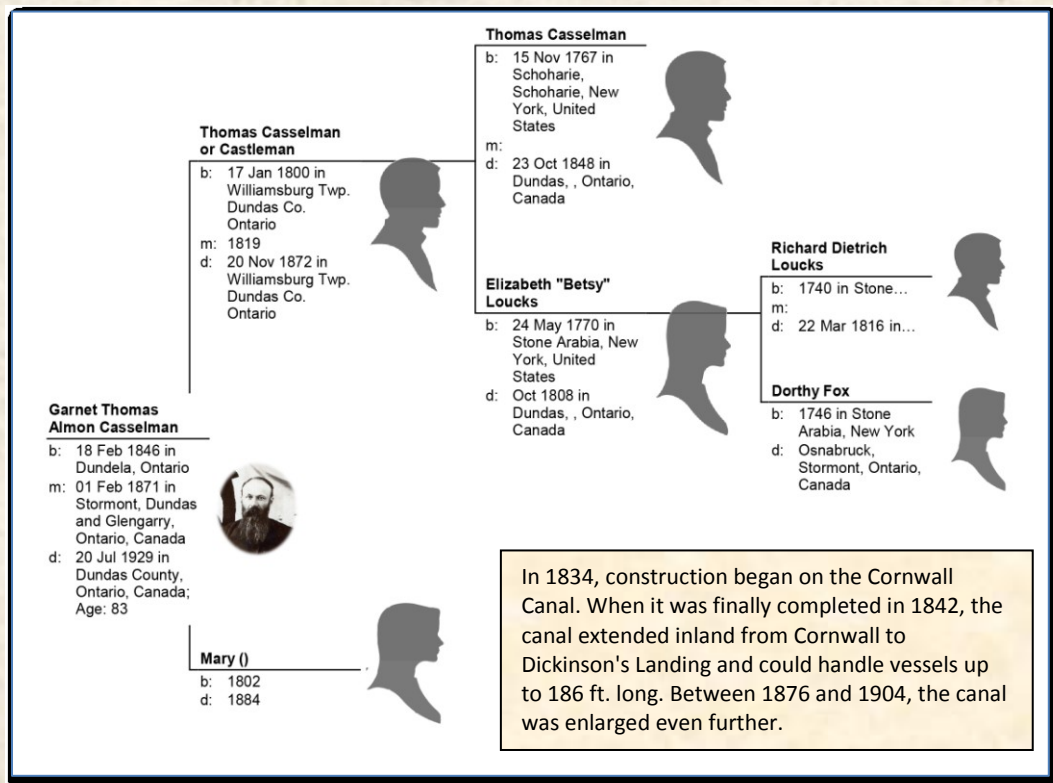 Thomas Casselman
b: 15 Nov 1767 in
Schoharie,
Schoharie, New
York, United
States
m:
d: 23 Oct 1848 in
Dundas, , Ontario,
Canada
Thomas Casselman
or Castleman
b: 17 Jan 1800 in
Williamsburg Twp.
Dundas Co.
Ontario
m: 1819
d: 20 Nov 1872 in
Williamsburg Twp.
Dundas Co.
Ontario
Richard Dietrich
Loucks
b: 1740 in Stone…
m:
d: 22 Mar 1816 in…
Elizabeth "Betsy"
Loucks
b: 24 May 1770 in
Stone Arabia, New
York, United
States
d: Oct 1808 in
Dundas, , Ontario,
Canada
Dorthy Fox
b: 1746 in Stone
Arabia, New York
d: Osnabruck,
Stormont, Ontario,
Canada
Garnet Thomas
Almon Casselman
b: 18 Feb 1846 in
Dundela, Ontario
m: 01 Feb 1871 in
Stormont, Dundas
and Glengarry,
Ontario, Canada
d: 20 Jul 1929 in
Dundas County,
Ontario, Canada;
Age: 83
Mary ()
b: 1802
d: 1884
In 1834, construction began on the Cornwall
Canal. When it was finally completed in 1842, the
canal extended inland from Cornwall to
Dickinson's Landing and could handle vessels up
to 186 ft. long. Between 1876 and 1904, the canal
was enlarged even further.